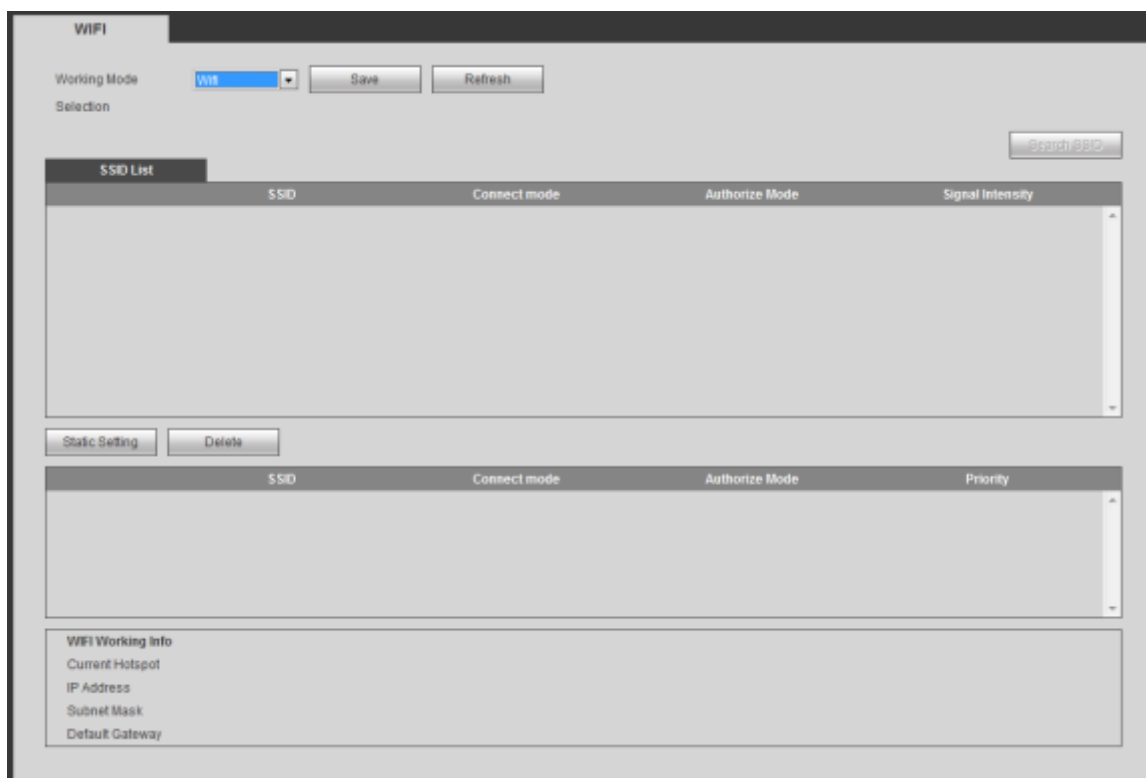 WIFI
Working Mode Wifi Save Refresh
Selection
Search SSID
SSID List
SSID Connect mode Authorize Mode Signal Intensity
Static Setting Delete
SSID Connect mode Authorize Mode Priority
WIFI Working Info
Current Hotspot
IP Address
Subnet Mask
Default Gateway